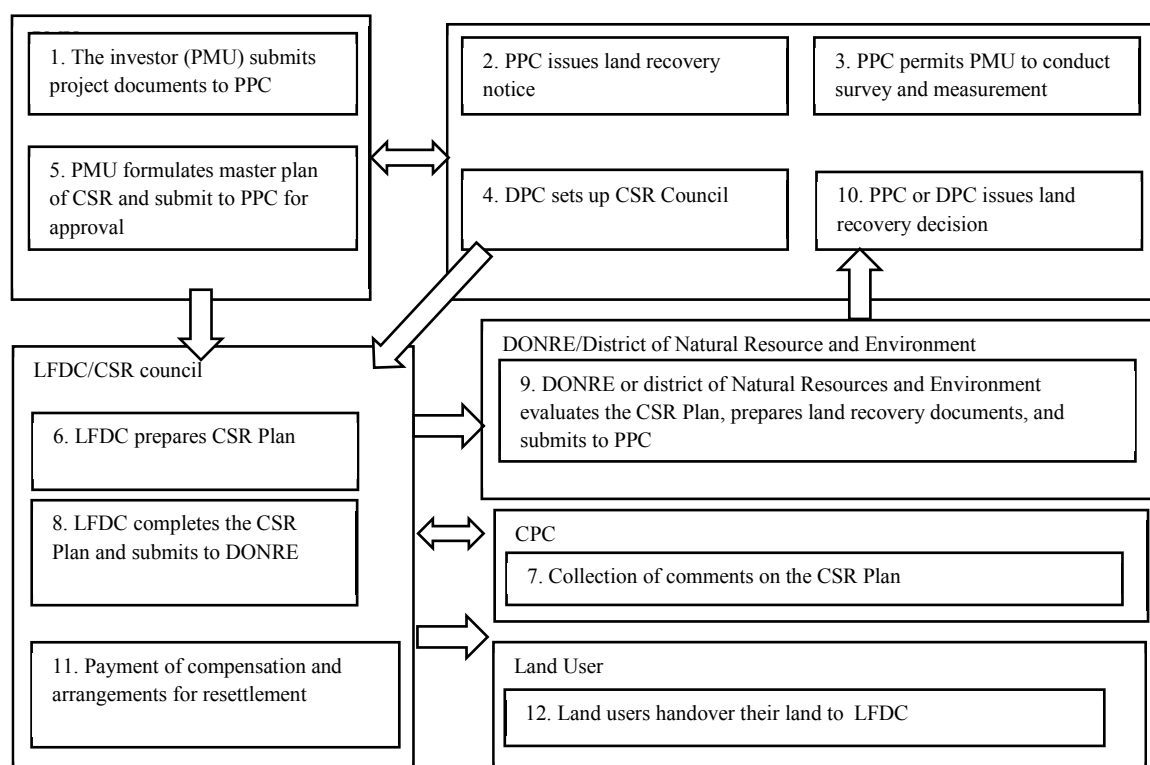 1. The investor (PMU) submits
project documents to PPC
2. PPC issues land recovery
notice
3. PPC permits PMU to conduct
survey and measurement
5. PMU formulates master plan
of CSR and submit to PPC for
approval
4. DPC sets up CSR Council
10. PPC or DPC issues land
recovery decision
LFDC/CSR council
6. LFDC prepares CSR Plan
8. LFDC completes the CSR
Plan and submits to DONRE
11. Payment of compensation and
arrangements for resettlement
DONRE/District of Natural Resource and Environment
9. DONRE or district of Natural Resources and Environment
evaluates the CSR Plan, prepares land recovery documents, and
submits to PPC
CPC
7. Collection of comments on the CSR Plan
Land User
12. Land users handover their land to LFDC